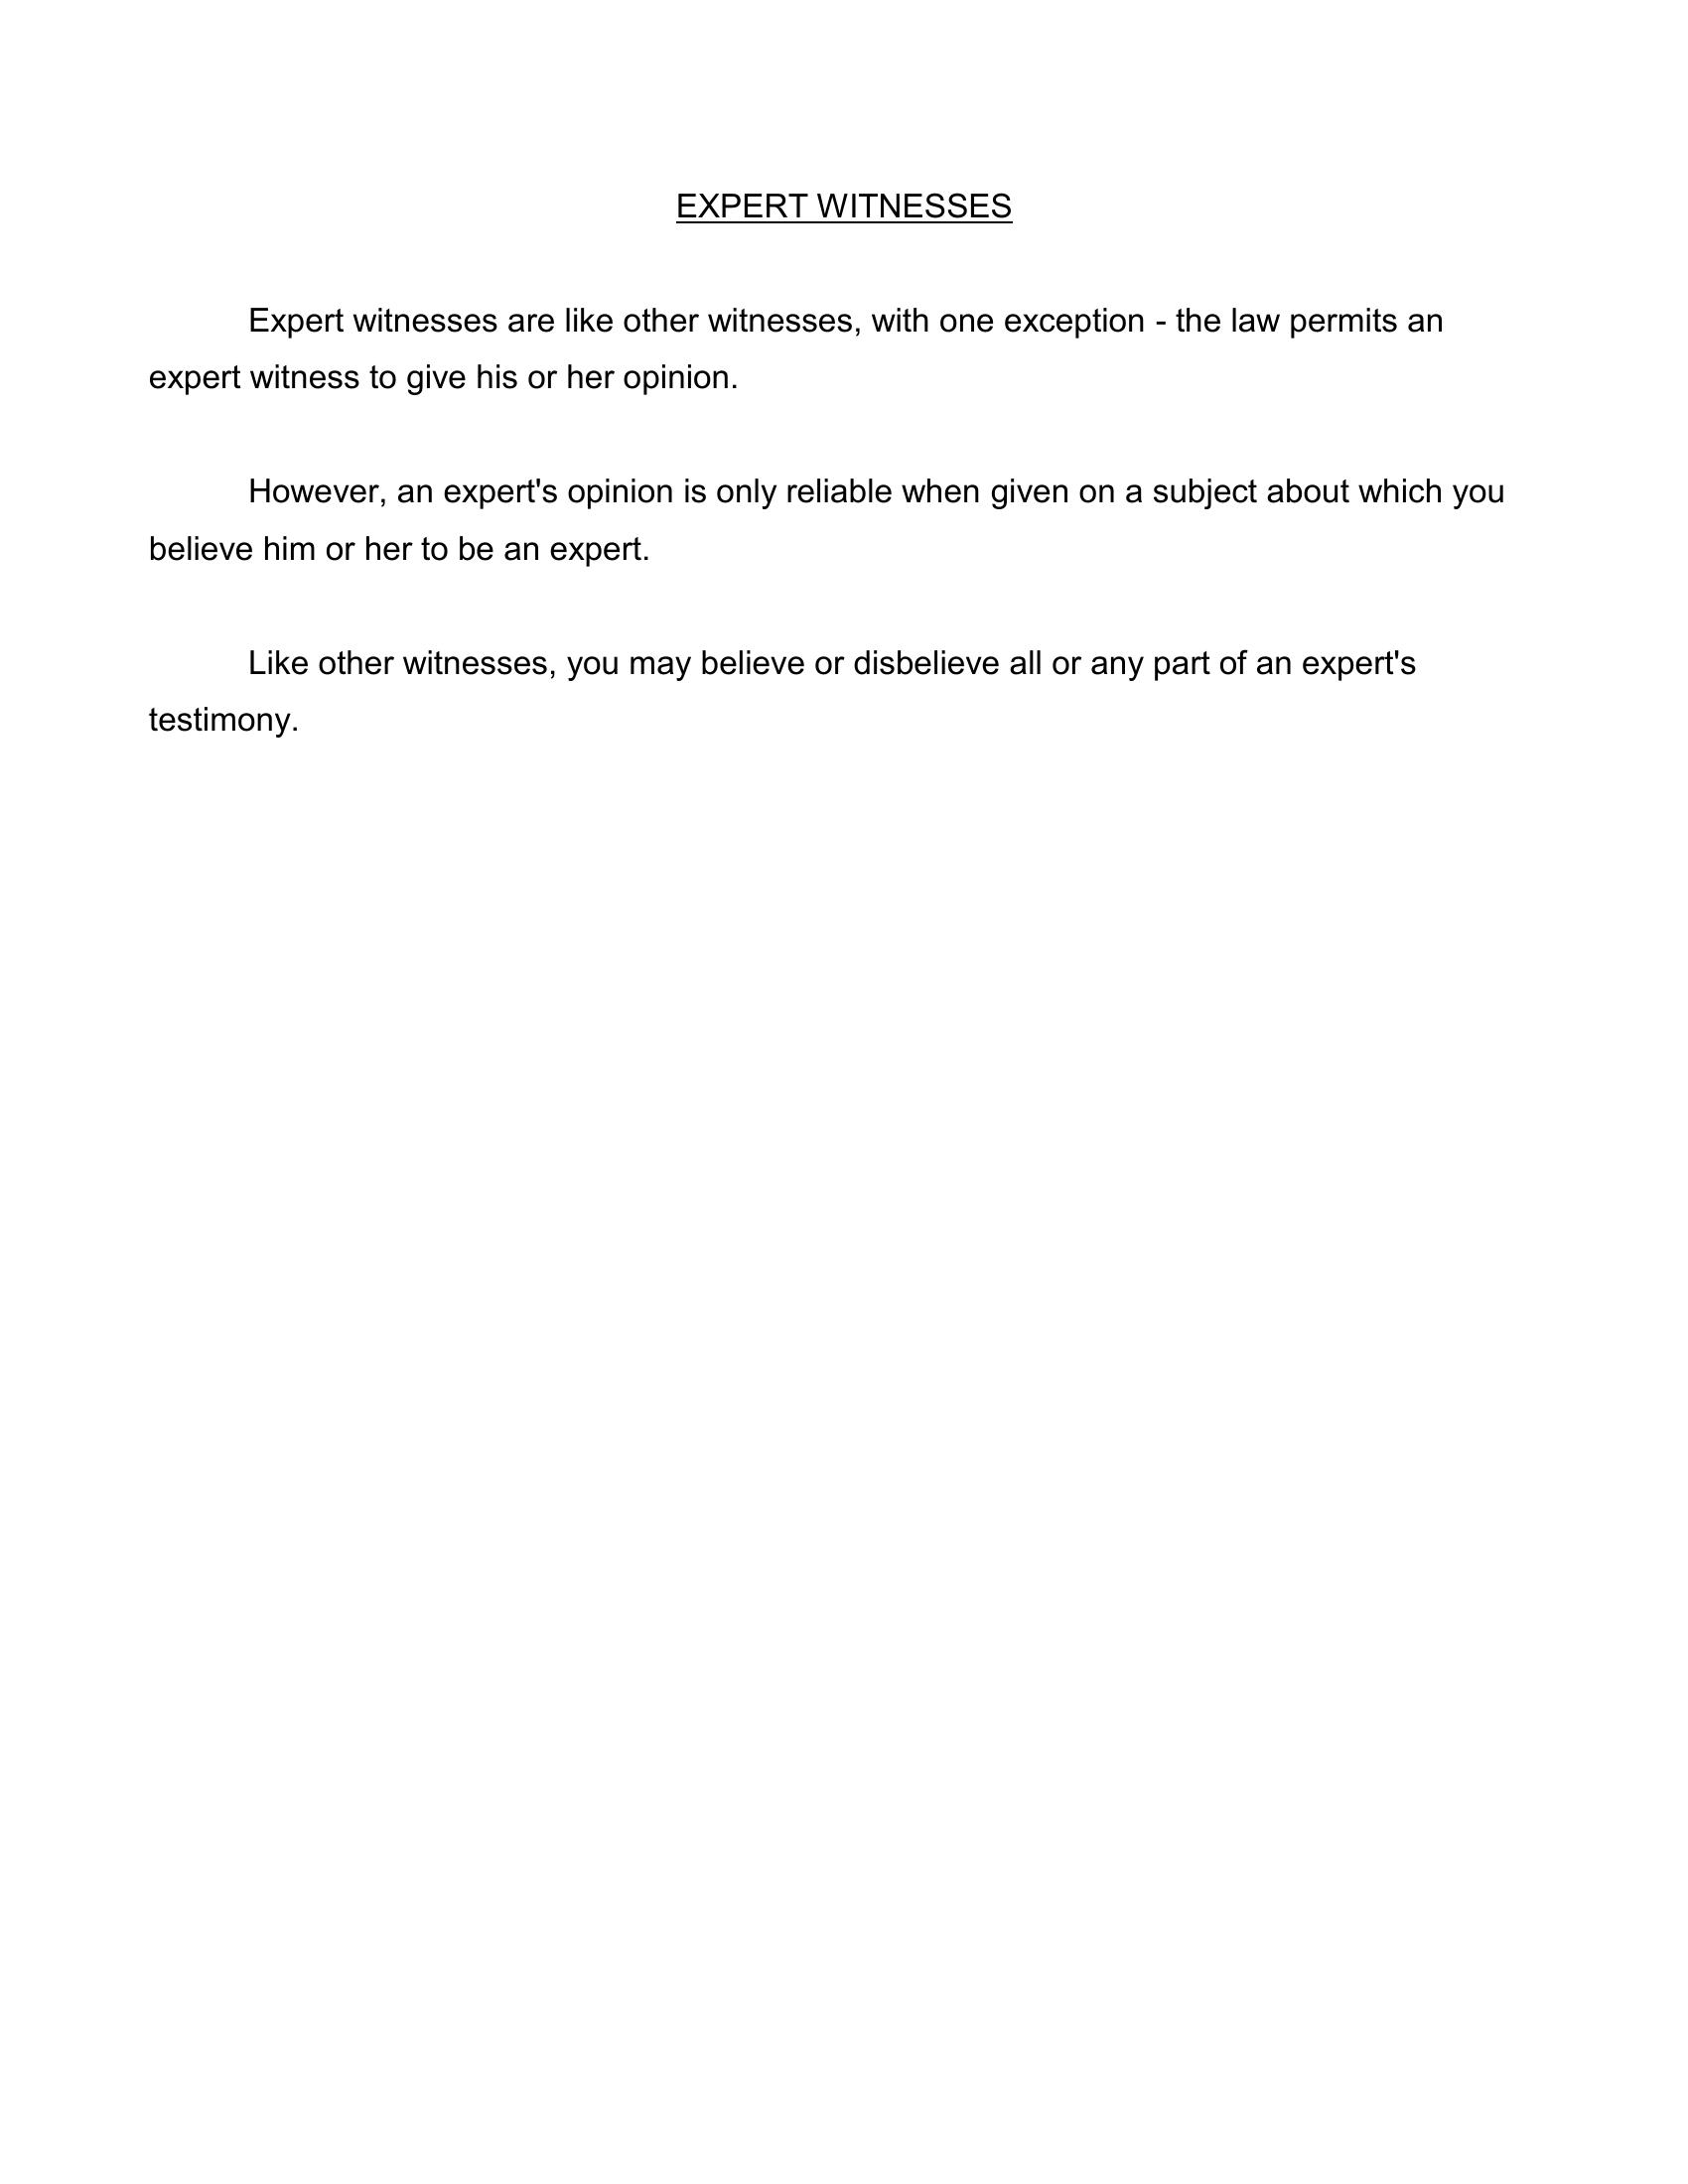 EXPERT WITNESSES
Expert witnesses are like other witnesses, with one exception - the law permits an
expert witness to give his or her opinion.
However, an expert's opinion is only reliable when given on a subject about which you
believe him or her to be an expert.
Like other witnesses, you may believe or disbelieve all or any part of an expert's
testimony.